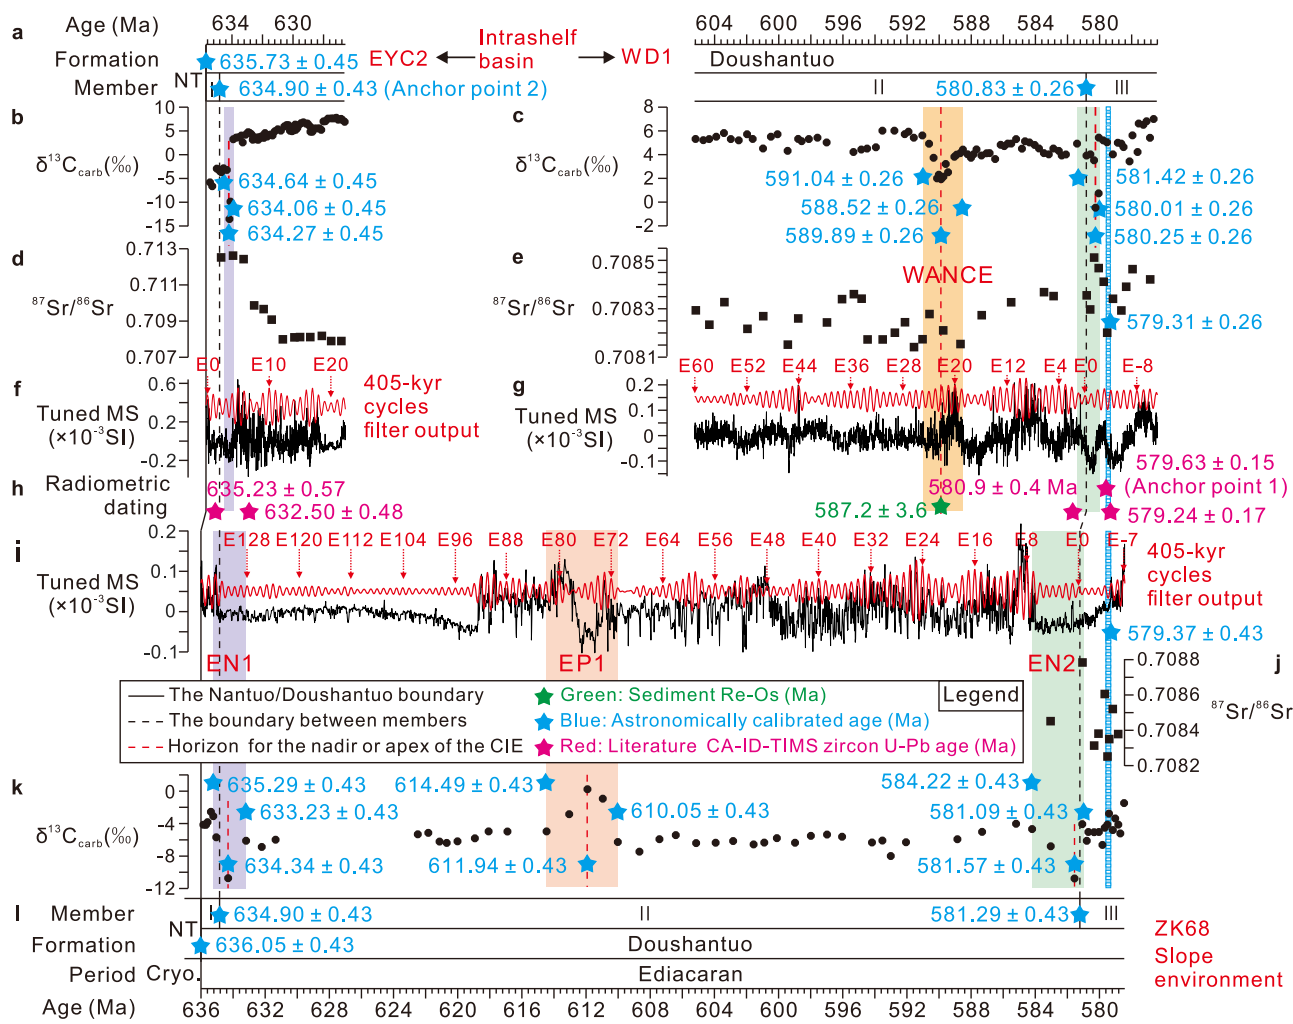 a
Age (Ma)
634 630
604 600 596 592 588 584 580
Formation
635.73 ± 0.45
EYC2
Intrashelf
basin
WD1
Doushantuo
Member
NT
I
634.90 ± 0.43 (Anchor point 2)
II
580.83 ± 0.26
III
b
10
5
0
-5
-10
-15
δ13Ccarb(‰)
634.64 ± 0.45
634.06 ± 0.45
634.27 ± 0.45
c
8
6
4
2
0
-2
δ13Ccarb(‰)
591.04 ± 0.26
588.52 ± 0.26
589.89 ± 0.26
581.42 ± 0.26
580.01 ± 0.26
580.25 ± 0.26
d
0.713
0.711
0.709
0.707
87Sr/86Sr
e
0.7085
0.7083
0.7081
87Sr/86Sr
WANCE
579.31 ± 0.26
f
E0 E10 E20
0.6
0.2
-0.2
Tuned MS
(×10-3SI)
405-kyr
cycles
filter output
g
E60 E52 E44 E36 E28 E20 E12 E4 E0 E-8
0.2
0.1
0
-0.1
Tuned MS
(×10-3SI)
h
Radiometric
dating
635.23 ± 0.57
632.50 ± 0.48
587.2 ± 3.6
580.9 ± 0.4 Ma
579.63 ± 0.15
(Anchor point 1)
579.24 ± 0.17
i
E128 E120 E112 E104 E96 E88 E80 E72 E64 E56 E48 E40 E32 E24 E16 E8 E0 E-7
0.2
0.1
0
-0.1
Tuned MS
(×10-3SI)
405-kyr
cycles
filter output
579.37 ± 0.43
EN1
EP1
EN2
j
0.7088
0.7086
0.7084
0.7082
87Sr/86Sr
Legend
The Nantuo/Doushantuo boundary
The boundary between members
Horizon for the nadir or apex of the CIE
Green: Sediment Re-Os (Ma)
Blue: Astronomically calibrated age (Ma)
Red: Literature CA-ID-TIMS zircon U-Pb age (Ma)
k
0
-4
-8
-12
δ13Ccarb(‰)
635.29 ± 0.43
633.23 ± 0.43
634.34 ± 0.43
614.49 ± 0.43
610.05 ± 0.43
611.94 ± 0.43
584.22 ± 0.43
581.09 ± 0.43
581.57 ± 0.43
l
Member
NT
I
634.90 ± 0.43
II
581.29 ± 0.43
III
Formation
636.05 ± 0.43
Doushantuo
Period
Cryo.
Ediacaran
ZK68
Slope
environment
Age (Ma)
636 634 632 630 628 626 624 622 620 618 616 614 612 610 608 606 604 602 600 598 596 594 592 590 588 586 584 582 580